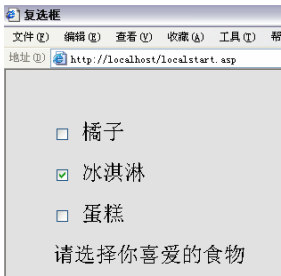 复选框
文件(F) 编辑(E) 查看(V) 收藏(A) 工具(T) 帮
地址(D) http://localhost/localstart.asp
橘子
冰淇淋
蛋糕
请选择你喜爱的食物